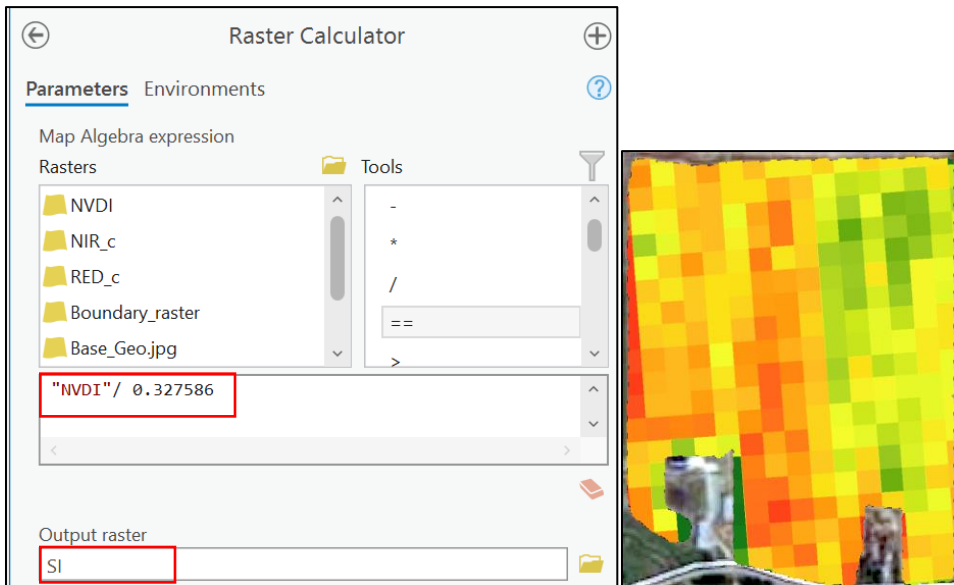 Raster Calculator
Parameters Environments
?
Map Algebra expression
Rasters
Tools
NVDI
NIR_c
RED_c
Boundary_raster
Base_Geo.jpg
-
*
/
==
>
"NVDI"/ 0.327586
Output raster
SI